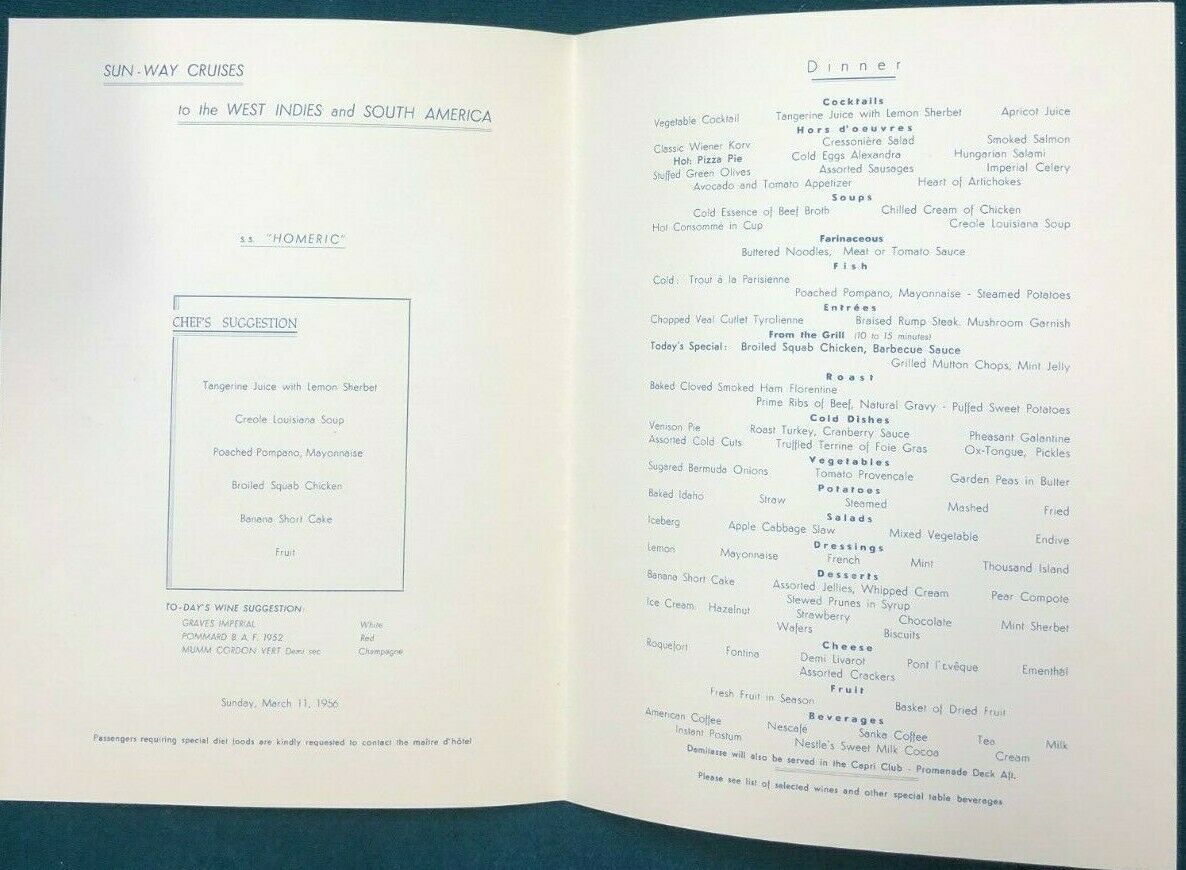 SUN-WAY CRUISES
to the WEST INDIES and SOUTH AMERICA
s.s. "HOMERIC"
CHEF'S SUGGESTION
Tangerine Juice with Lemon Sherbet
Creole Louisiana Soup
Poached Pompano, Mayonnaise
Broiled Squab Chicken
Banana Short Cake
Fruit
TO-DAY'S WINE SUGGESTION:
GRAVES IMPERIAL White
POMMARD B. A. F. 1952 Red
MUMM CORDON VERT Demi sec Champagne
Sunday, March 11, 1956
Passengers requiring special diet foods are kindly requested to contact the maître d'hôtel
Dinner
Cocktails
Vegetable Cocktail Tangerine Juice with Lemon Sherbet Apricot Juice
Hors d'oeuvres
Classic Wiener Korv Cressonière Salad Smoked Salmon
Hot: Pizza Pie Cold Eggs Alexandra Hungarian Salami
Stuffed Green Olives Assorted Sausages Imperial Celery
Avocado and Tomato Appetizer Heart of Artichokes
Soups
Cold Essence of Beef Broth Chilled Cream of Chicken
Hot Consommé in Cup Creole Louisiana Soup
Farinaceous
Buttered Noodles, Meat or Tomato Sauce
Fish
Cold: Trout à la Parisienne
Poached Pompano, Mayonnaise - Steamed Potatoes
Entrées
Chopped Veal Cutlet Tyrolienne Braised Rump Steak. Mushroom Garnish
From the Grill (10 to 15 minutes)
Today's Special: Broiled Squab Chicken, Barbecue Sauce
Grilled Mutton Chops, Mint Jelly
Roast
Baked Cloved Smoked Ham Florentine
Prime Ribs of Beef, Natural Gravy - Puffed Sweet Potatoes
Cold Dishes
Venison Pie Roast Turkey, Cranberry Sauce Pheasant Galantine
Assorted Cold Cuts Truffled Terrine of Foie Gras Ox-Tongue, Pickles
Vegetables
Sugared Bermuda Onions Tomato Provençale Garden Peas in Butter
Potatoes
Baked Idaho Straw Steamed Mashed Fried
Salads
Iceberg Apple Cabbage Slaw Mixed Vegetable Endive
Dressings
Lemon Mayonnaise French Mint Thousand Island
Desserts
Banana Short Cake Assorted Jellies, Whipped Cream Pear Compote
Stewed Prunes in Syrup
Ice Cream: Hazelnut Strawberry Chocolate Mint Sherbet
Wafers Biscuits
Cheese
Roquefort Fontina Demi Livarot Pont l'Evêque Ementhal
Assorted Crackers
Fruit
Fresh Fruit in Season Basket of Dried Fruit
Beverages
American Coffee Nescafé Sanka Coffee Tea Milk
Instant Postum Nestle's Sweet Milk Cocoa Cream
Demitasse will also be served in the Capri Club - Promenade Deck Aft.
Please see list of selected wines and other special table beverages